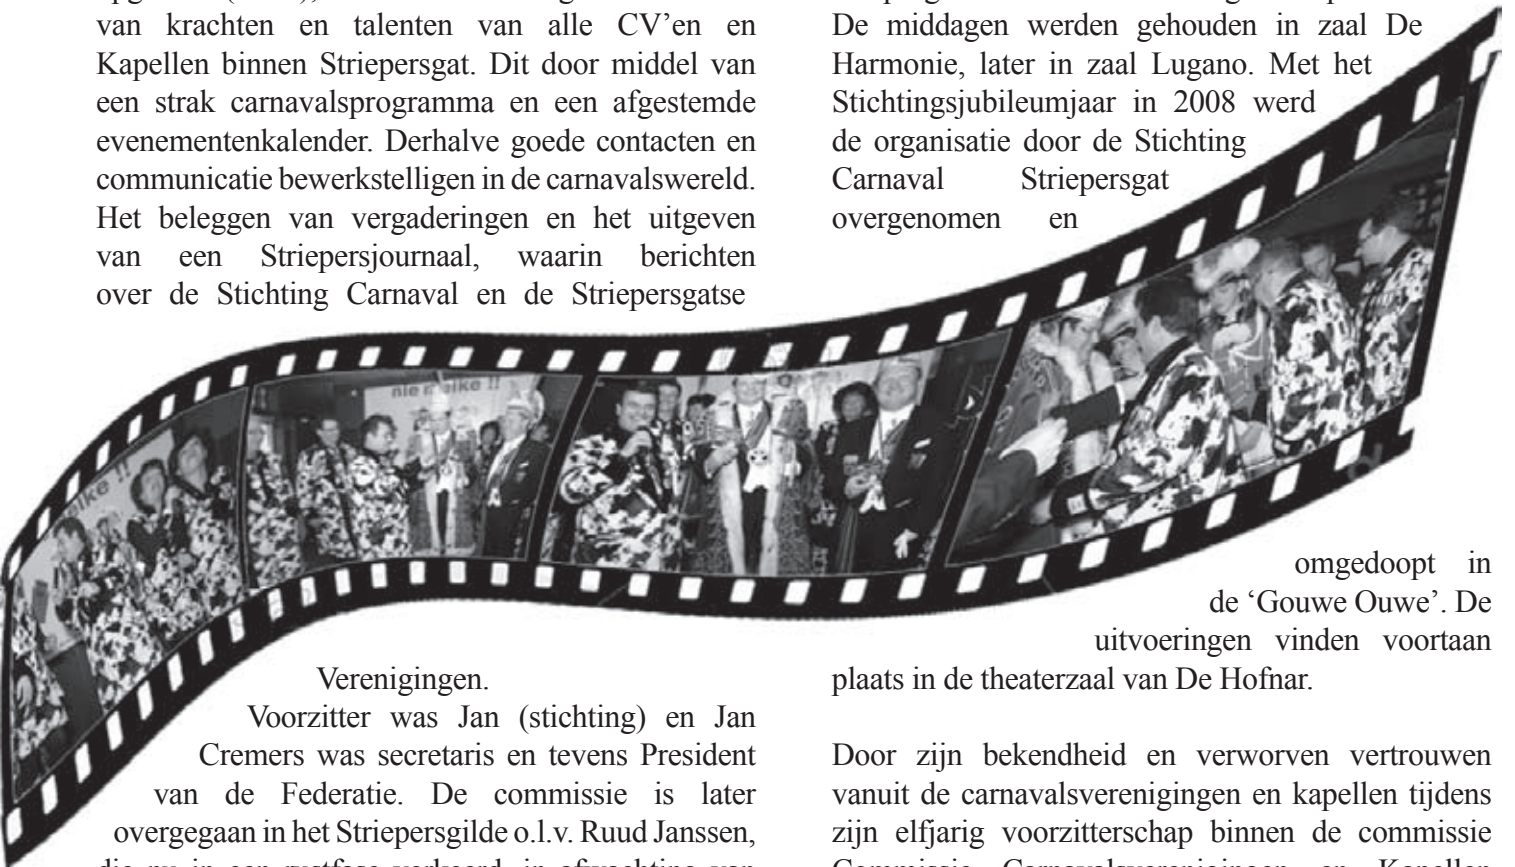 van krachten en talenten van alle CV'en en
Kapellen binnen Striepersgat. Dit door middel van
een strak carnavalsprogramma en een afgestemde
evenementenkalender. Derhalve goede contacten en
communicatie bewerkstelligen in de carnavalswereld.
Het beleggen van vergaderingen en het uitgeven
van een Striepersjournaal, waarin berichten
over de Stichting Carnaval en de Striepersgatse
Verenigingen.
Voorzitter was Jan (stichting) en Jan
Cremers was secretaris en tevens President
van de Federatie. De commissie is later
overgegaan in het Striepersgilde o.l.v. Ruud Janssen,
De middagen werden gehouden in zaal De
Harmonie, later in zaal Lugano. Met het
Stichtingsjubileumjaar in 2008 werd
de organisatie door de Stichting
Carnaval Striepersgat
overgenomen en
omgedoopt in
de ‘Gouwe Ouwe’. De
uitvoeringen vinden voortaan
plaats in de theaterzaal van De Hofnar.
Door zijn bekendheid en verworven vertrouwen
vanuit de carnavalsverenigingen en kapellen tijdens
zijn elfjarig voorzitterschap binnen de commissie
nie !!
!!